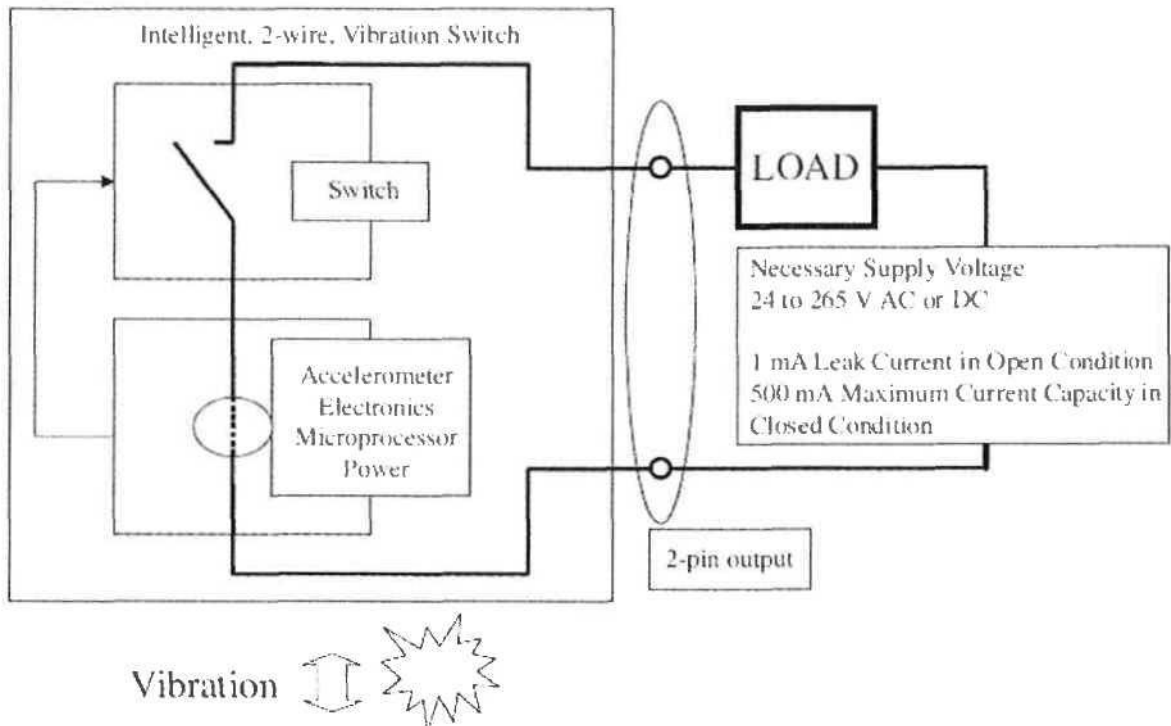 Intelligent, 2-wire, Vibration Switch
Switch
LOAD
Necessary Supply Voltage
24 to 265 V AC or DC
1 mA Leak Current in Open Condition
500 mA Maximum Current Capacity in
Closed Condition
Accelerometer
Electronics
Microprocessor
Power
2-pin output
Vibration